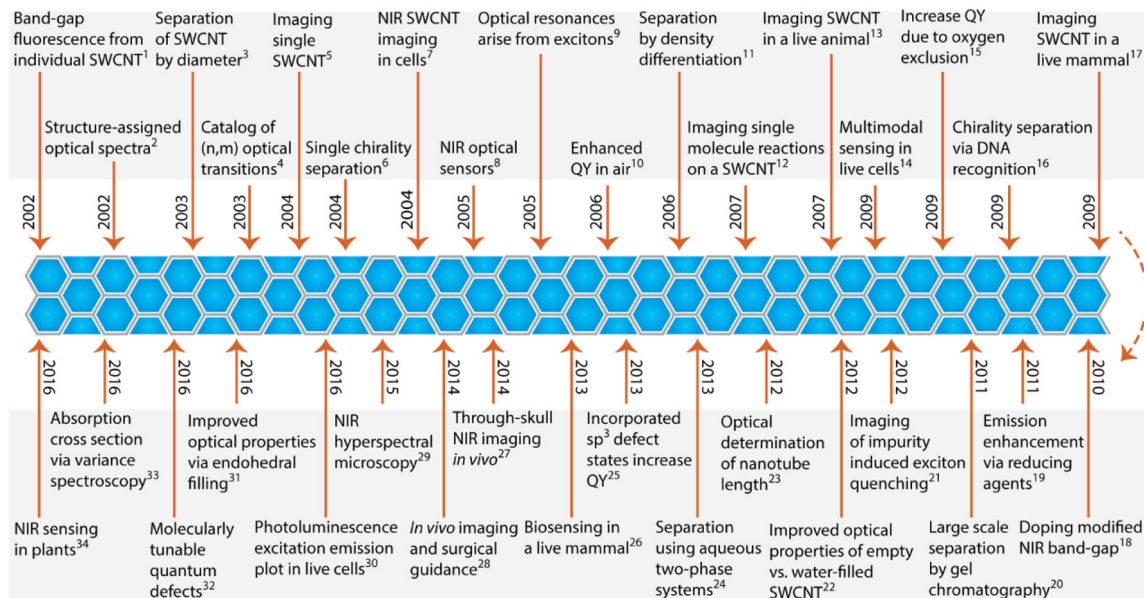 Band-gap
fluorescence from
individual SWCNT1
Separation
of SWCNT
by diameter3
Imaging
single
SWCNT5
NIR SWCNT
imaging
in cells7
Optical resonances
arise from excitons9
Separation
by density
differentiation11
Imaging SWCNT
in a live animal13
Increase QY
due to oxygen
exclusion15
Imaging
SWCNT in a
live mammal17
Structure-assigned
optical spectra2
Catalog of
(n,m) optical
transitions4
Single chirality
separation6
NIR optical
sensors8
Enhanced
QY in air10
Imaging single
molecule reactions
on a SWCNT12
Multimodal
sensing in
live cells14
Chirality separation
via DNA
recognition16
2002
2002
2003
2003
2004
2004
2004
2005
2005
2006
2006
2007
2007
2009
2009
2009
2009
2016
2016
2016
2016
2016
2015
2014
2014
2013
2013
2013
2012
2012
2012
2011
2011
2010
Absorption
cross section
via variance
spectroscopy33
Improved
optical properties
via endohedral
filling31
NIR
hyperspectral
microscopy29
Through-skull
NIR imaging
in vivo27
Incorporated
sp3 defect
states increase
QY25
Optical
determination
of nanotube
length23
Imaging
of impurity
induced exciton
quenching21
Emission
enhancement
via reducing
agents19
NIR sensing
in plants34
Molecularly
tunable
quantum
defects32
Photoluminescence
excitation emission
plot in live cells30
In vivo imaging
and surgical
guidance28
Biosensing in
a live mammal26
Separation
using aqueous
two-phase
systems24
Improved optical
properties of empty
vs. water-filled
SWCNT22
Large scale
separation
by gel
chromatography20
Doping modified
NIR band-gap18